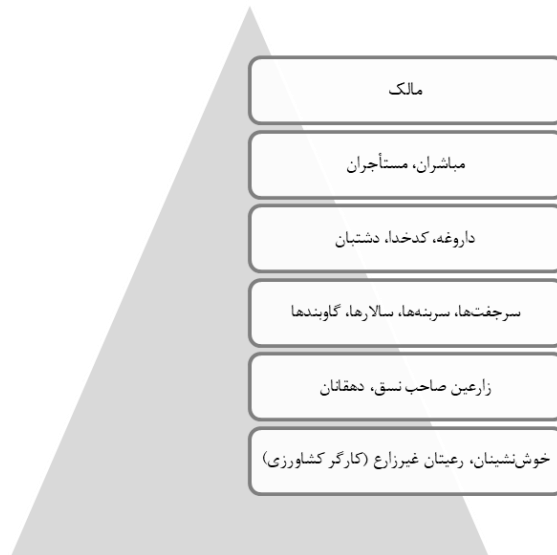 مالک
مباشران، مستأجران
داروغه، کدخدا، دشتبان
سرجفت‌ها، سربنه‌ها، سالارها، گاوبندها
زارعین صاحب نسق، دهقانان
خوش‌نشینان، رعیتان غیرزارع (کارگر کشاورزی)